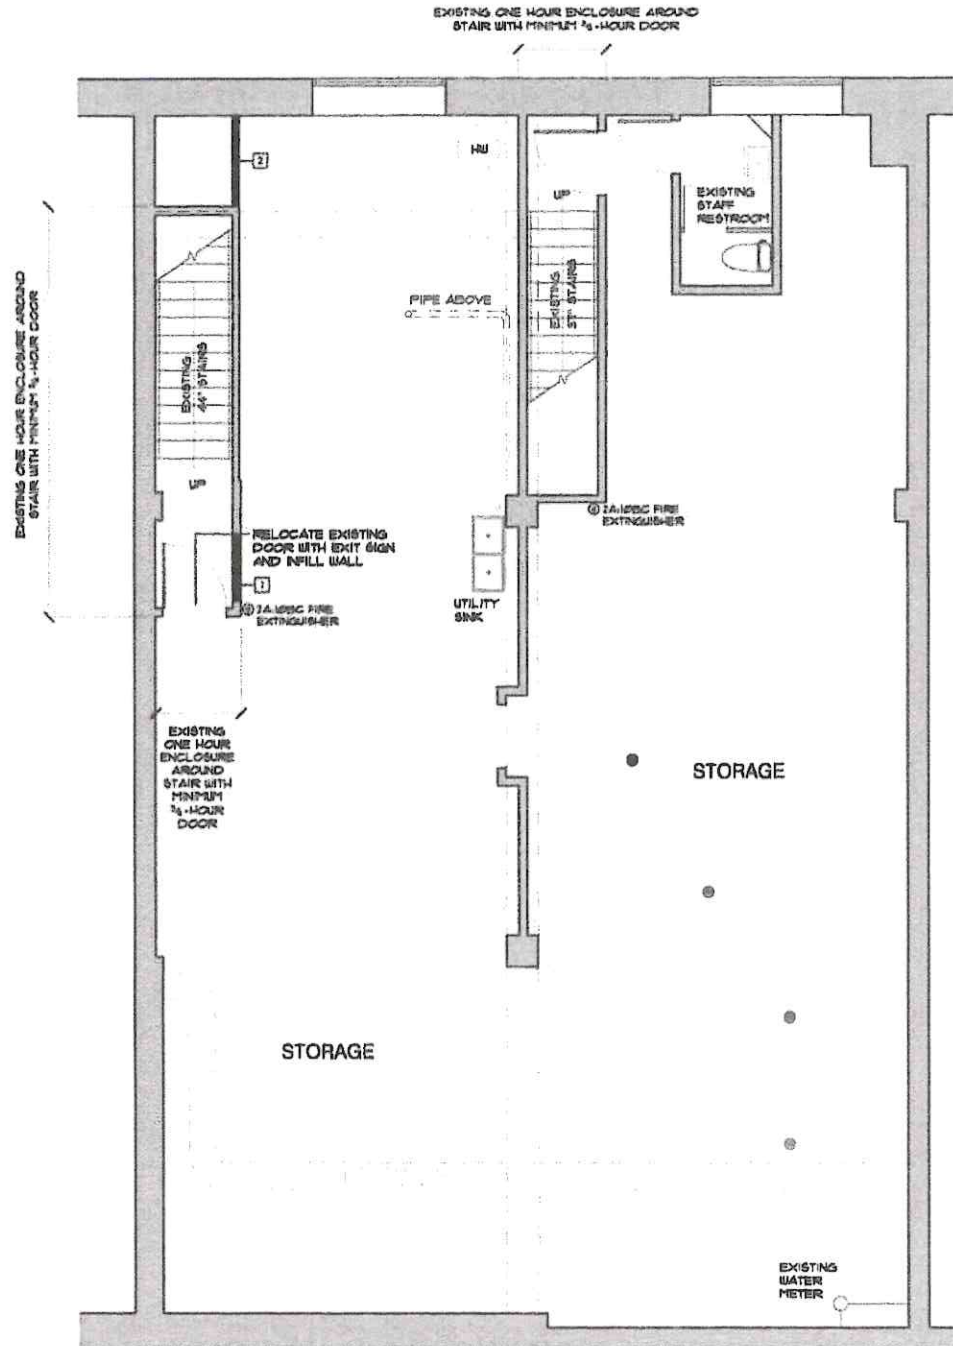 EXISTING ONE HOUR ENCLOSURE AROUND
STAIR WITH MINIMUM ¾-HOUR DOOR
2
HW
UP
EXISTING
STAFF
RESTROOM
EXISTING ONE HOUR ENCLOSURE AROUND
STAIR WITH MINIMUM ¾-HOUR DOOR
PIPE ABOVE
EXISTING
37" STAIRS
EXISTING
44" STAIRS
UP
2A:10BC FIRE
EXTINGUISHER
RELOCATE EXISTING
DOOR WITH EXIT SIGN
AND INFILL WALL
UTILITY
SINK
2A:10BC FIRE
EXTINGUISHER
EXISTING
ONE HOUR
ENCLOSURE
AROUND
STAIR WITH
MINIMUM
¾-HOUR
DOOR
STORAGE
STORAGE
EXISTING
WATER
METER